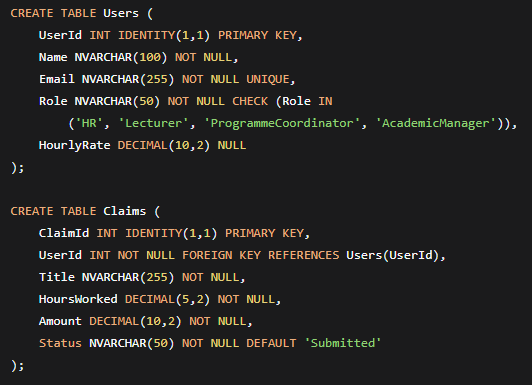 CREATE TABLE Users (
    UserId INT IDENTITY(1,1) PRIMARY KEY,
    Name NVARCHAR(100) NOT NULL,
    Email NVARCHAR(255) NOT NULL UNIQUE,
    Role NVARCHAR(50) NOT NULL CHECK (Role IN
        ('HR', 'Lecturer', 'ProgrammeCoordinator', 'AcademicManager')),
    HourlyRate DECIMAL(10,2) NULL
);

CREATE TABLE Claims (
    ClaimId INT IDENTITY(1,1) PRIMARY KEY,
    UserId INT NOT NULL FOREIGN KEY REFERENCES Users(UserId),
    Title NVARCHAR(255) NOT NULL,
    HoursWorked DECIMAL(5,2) NOT NULL,
    Amount DECIMAL(10,2) NOT NULL,
    Status NVARCHAR(50) NOT NULL DEFAULT 'Submitted'
);